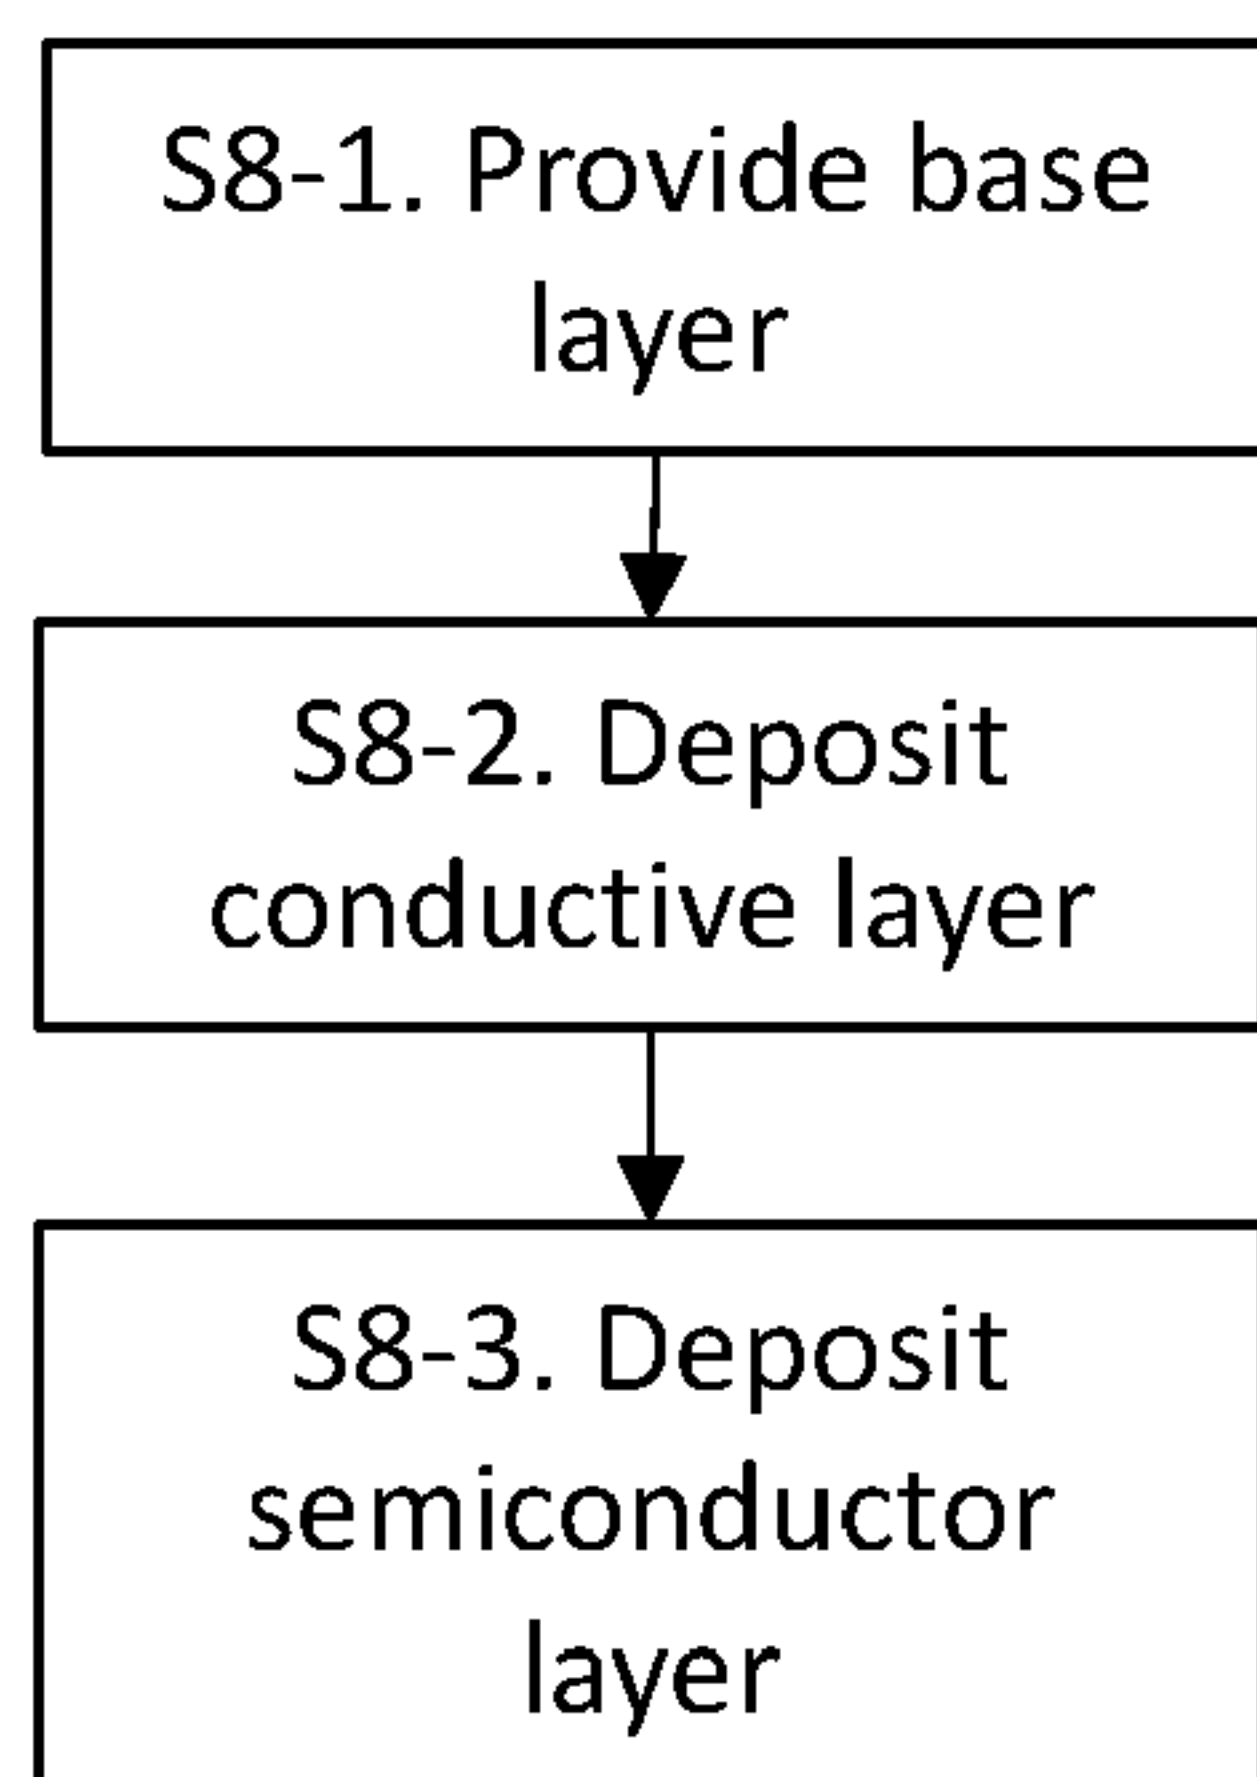 S8-1. Provide base
layer
S8-2. Deposit
conductive layer
S8-3. Deposit
semiconductor
layer